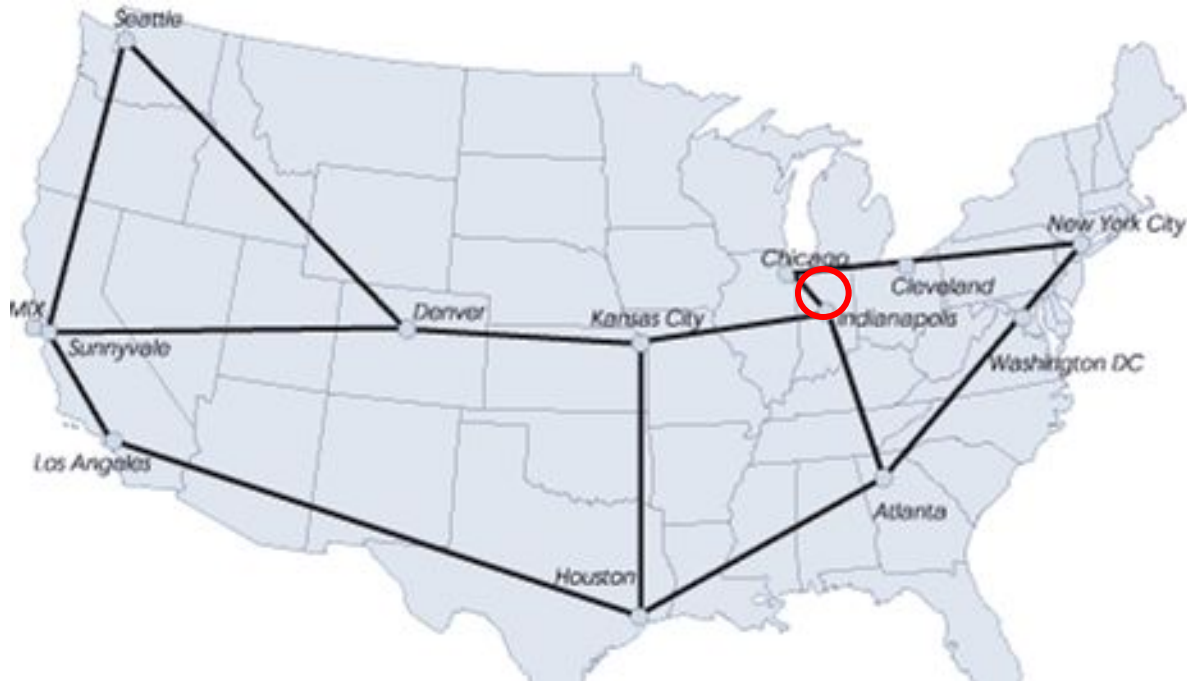 Seattle
New York City
Chicago
Cleveland
MIX
Denver
Kansas City
Indianapolis
Sunnyvale
Washington DC
Los Angeles
Atlanta
Houston